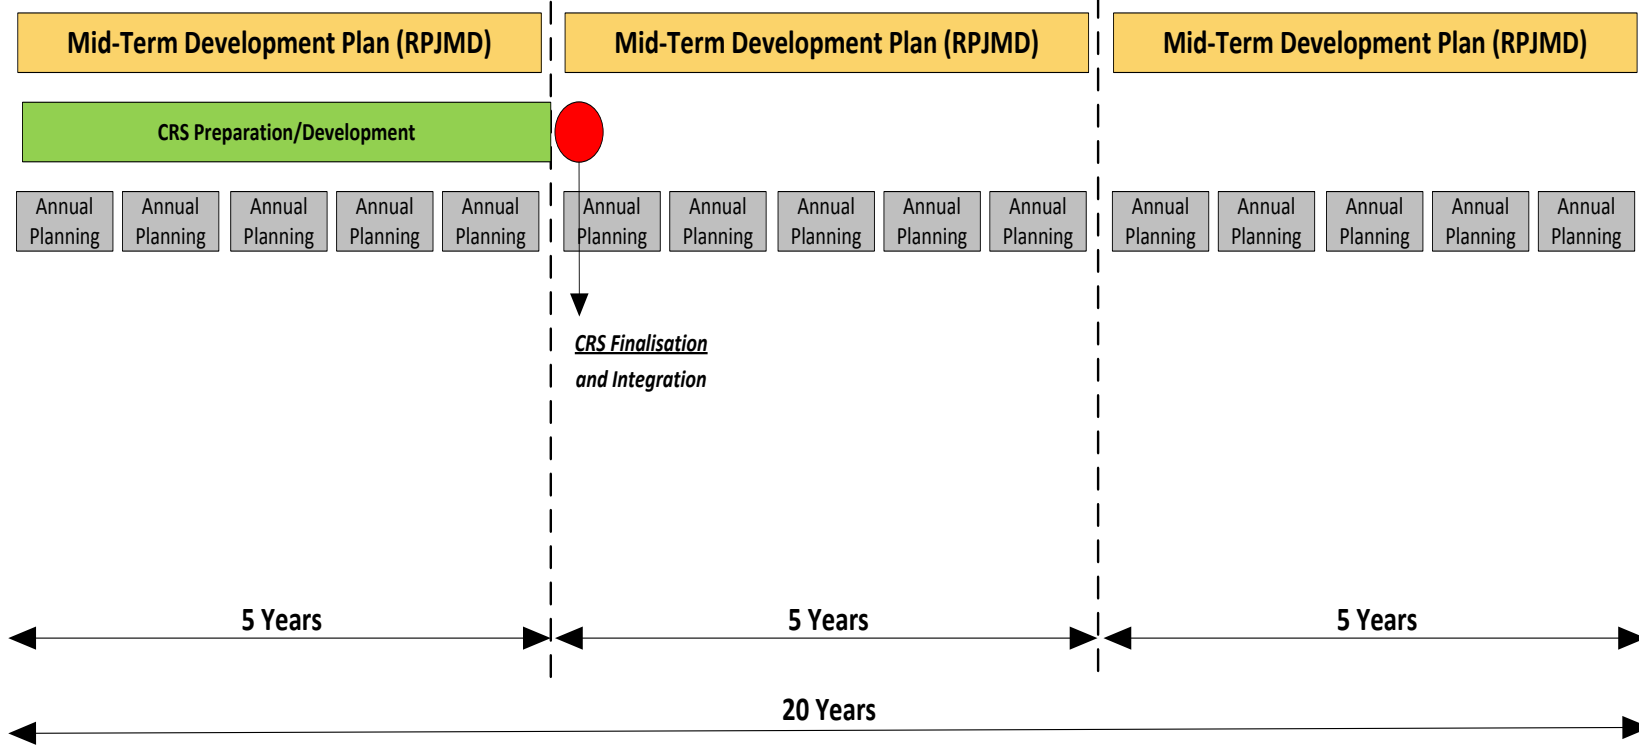 Mid-Term Development Plan (RPJMD)
Mid-Term Development Plan (RPJMD)
Mid-Term Development Plan (RPJMD)
CRS Preparation/Development
Annual
Planning
Annual
Planning
Annual
Planning
Annual
Planning
Annual
Planning
Annual
Planning
Annual
Planning
Annual
Planning
Annual
Planning
Annual
Planning
Annual
Planning
Annual
Planning
Annual
Planning
Annual
Planning
Annual
Planning
CRS Finalisation
and Integration
5 Years
5 Years
5 Years
20 Years